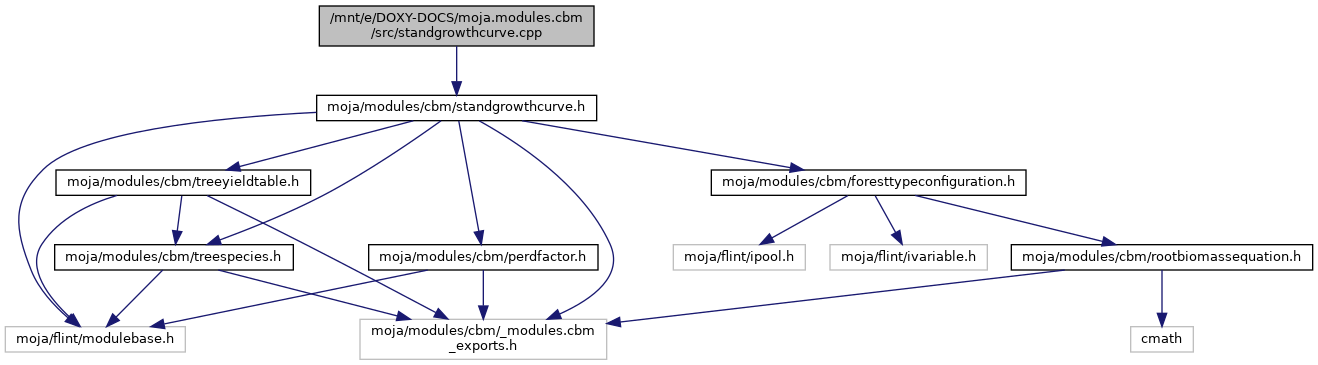 /mnt/e/DOXY-DOCS/moja.modules.cbm
/src/standgrowthcurve.cpp
moja/modules/cbm/standgrowthcurve.h
moja/modules/cbm/treeyieldtable.h
moja/modules/cbm/foresttypeconfiguration.h
moja/modules/cbm/treespecies.h
moja/modules/cbm/perdfactor.h
moja/flint/ipool.h
moja/flint/ivariable.h
moja/modules/cbm/rootbiomassequation.h
moja/flint/modulebase.h
moja/modules/cbm/_modules.cbm
_exports.h
cmath